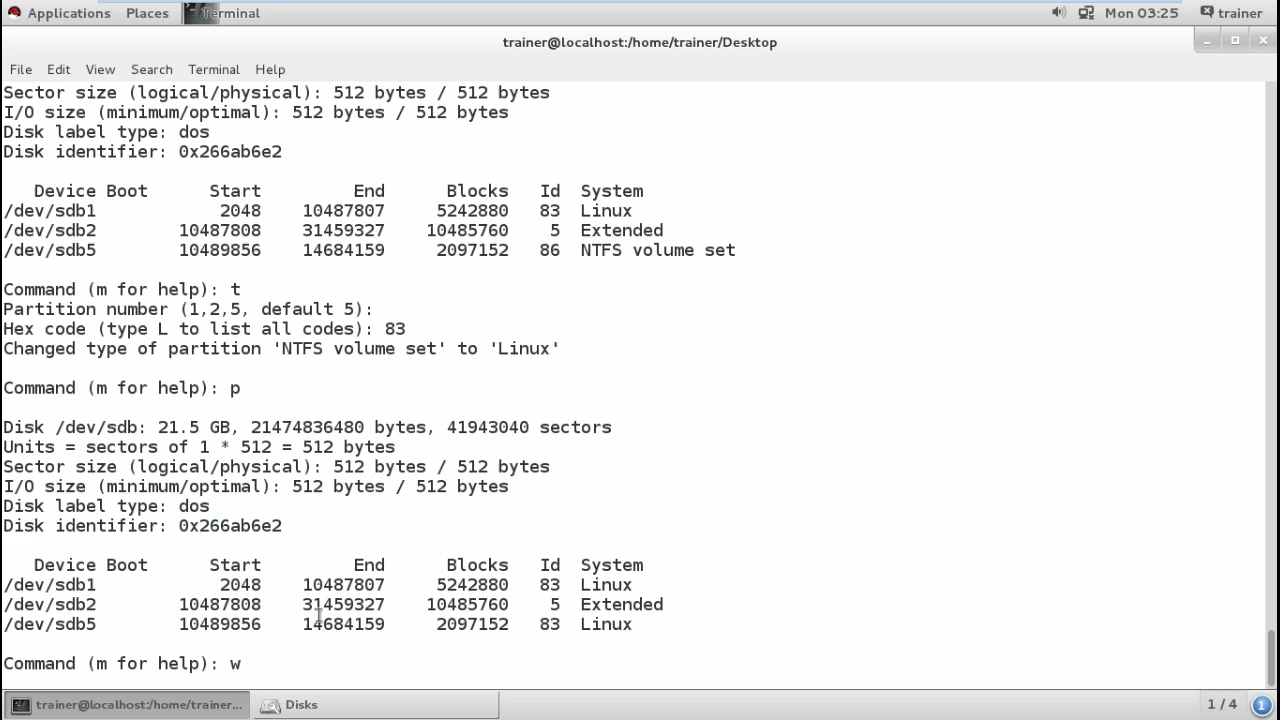 Applications Places Terminal Mon 03:25 trainer
trainer@localhost:/home/trainer/Desktop
File Edit View Search Terminal Help
Sector size (logical/physical): 512 bytes / 512 bytes
I/O size (minimum/optimal): 512 bytes / 512 bytes
Disk label type: dos
Disk identifier: 0x266ab6e2
Device Boot Start End Blocks Id System
/dev/sdb1 2048 10487807 5242880 83 Linux
/dev/sdb2 10487808 31459327 10485760 5 Extended
/dev/sdb5 10489856 14684159 2097152 86 NTFS volume set
Command (m for help): t
Partition number (1,2,5, default 5):
Hex code (type L to list all codes): 83
Changed type of partition 'NTFS volume set' to 'Linux'
Command (m for help): p
Disk /dev/sdb: 21.5 GB, 21474836480 bytes, 41943040 sectors
Units = sectors of 1 * 512 = 512 bytes
Sector size (logical/physical): 512 bytes / 512 bytes
I/O size (minimum/optimal): 512 bytes / 512 bytes
Disk label type: dos
Disk identifier: 0x266ab6e2
Device Boot Start End Blocks Id System
/dev/sdb1 2048 10487807 5242880 83 Linux
/dev/sdb2 10487808 31459327 10485760 5 Extended
/dev/sdb5 10489856 14684159 2097152 83 Linux
Command (m for help): w
trainer@localhost:/home/trainer... Disks 1 / 4 1